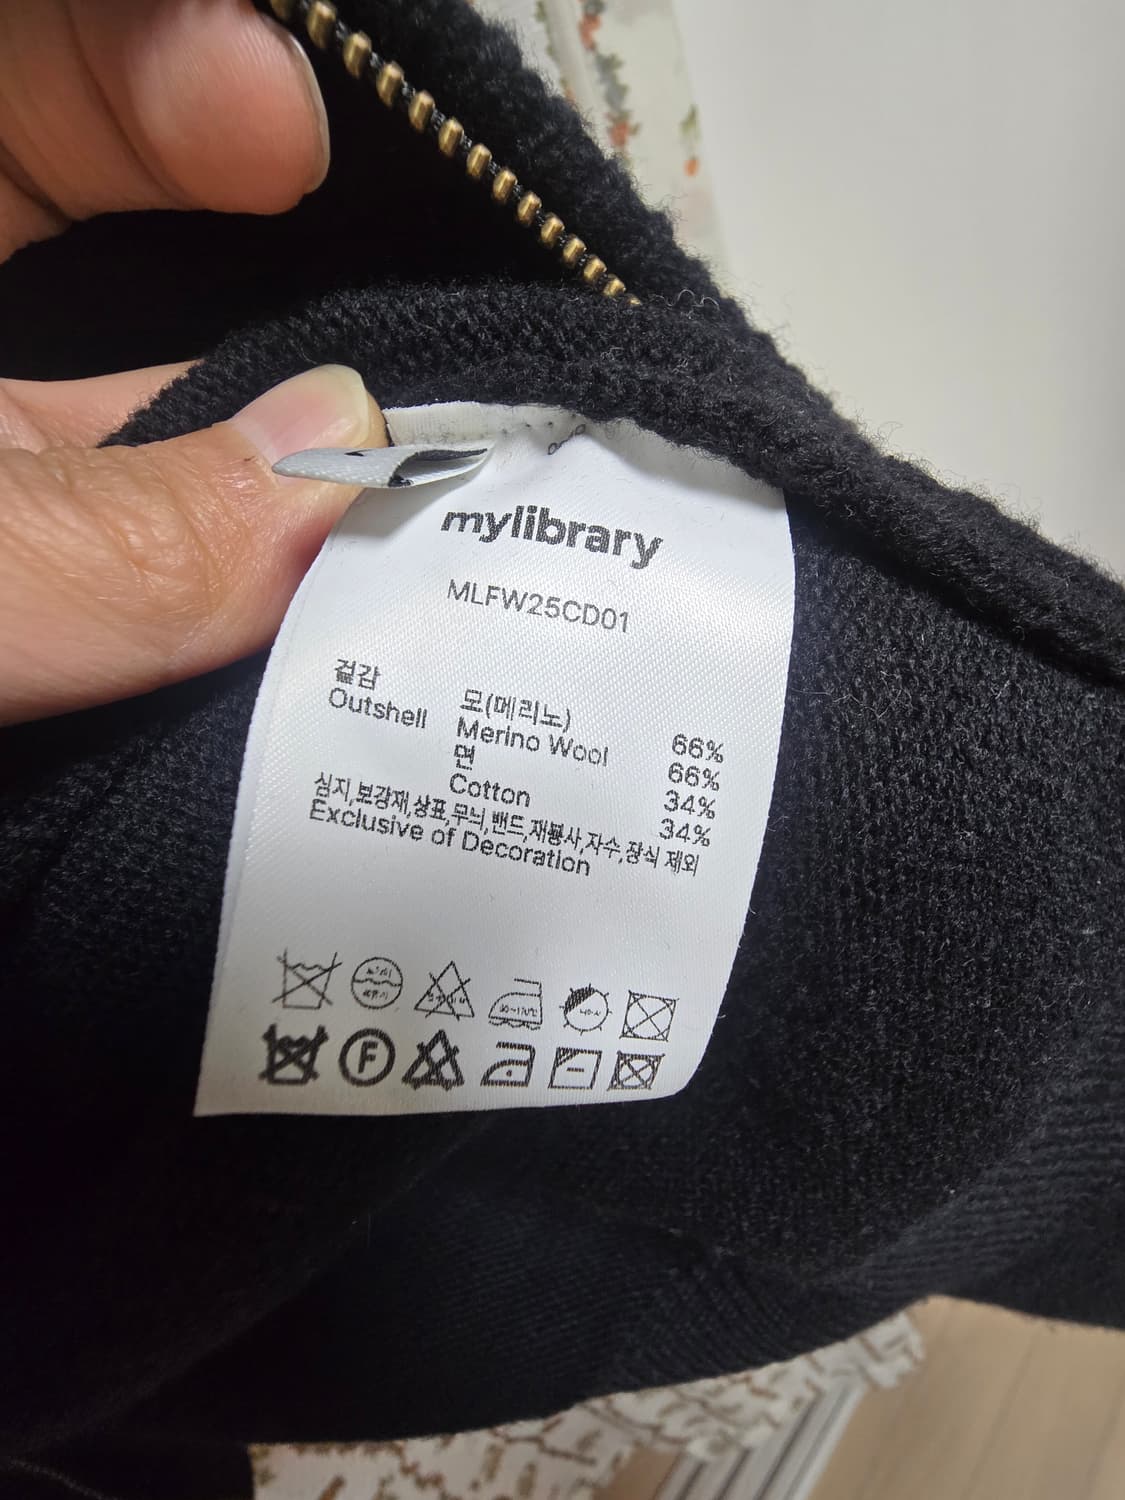 mylibrary
MLFW25CD01
겉감
Outshell
모(메리노) 66%
Merino Wool 66%
면 34%
Cotton 34%
심지,보강재,상표,무늬,밴드,재봉사,자수,장식 제외
Exclusive of Decoration
F